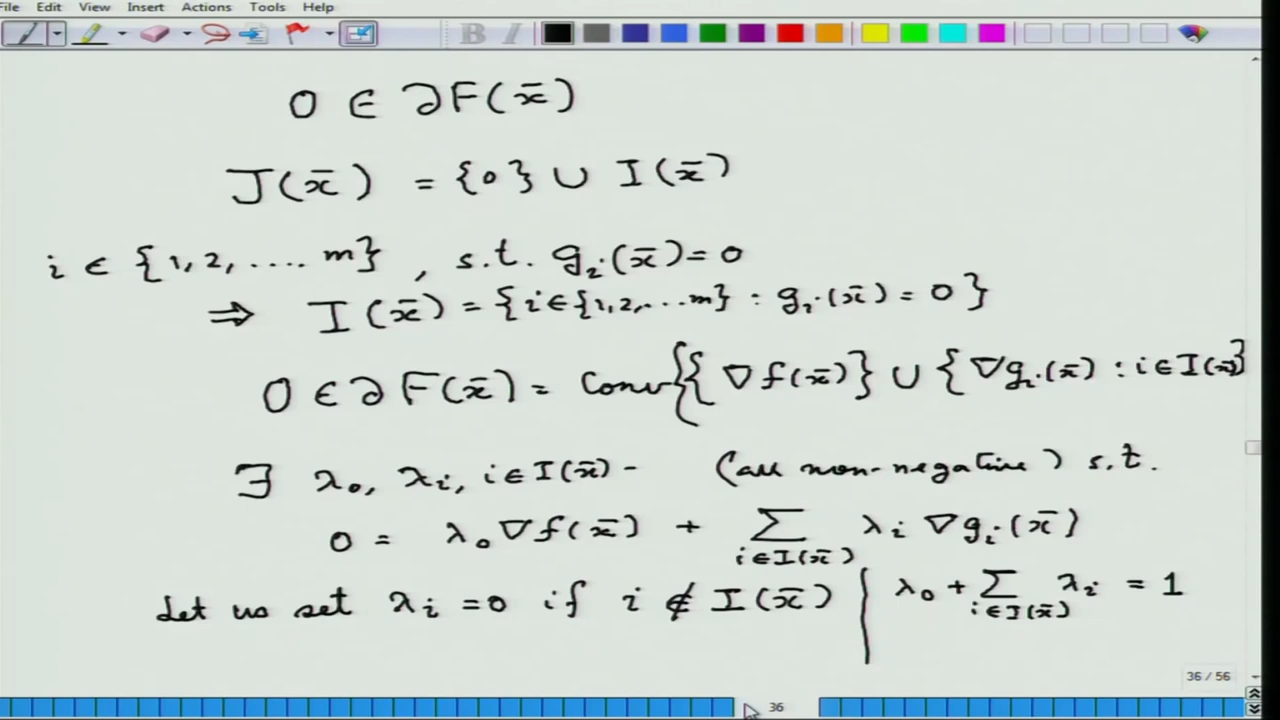 File Edit View Insert Actions Tools Help
0 ∈ ∂F(x̄)
J(x̄) = {0} ∪ I(x̄)
i ∈ {1,2, .... m} , s.t. gᵢ(x̄)=0
⇒ I(x̄) = {i∈{1,2,...m} : gᵢ(x̄) = 0}
0 ∈ ∂F(x̄) = Conv{{∇f(x̄)} ∪ {∇gᵢ(x̄) : i∈I(x̄)}
∃ λ₀, λᵢ, i∈I(x̄) - (all non-negative) s.t.
0 = λ₀∇f(x̄) + ∑ λᵢ ∇gᵢ(x̄)
i∈I(x̄)
Let us set λᵢ =0 if i ∉ I(x̄) | λ₀ + ∑ λᵢ = 1
i∈I(x̄)
36 / 56
36